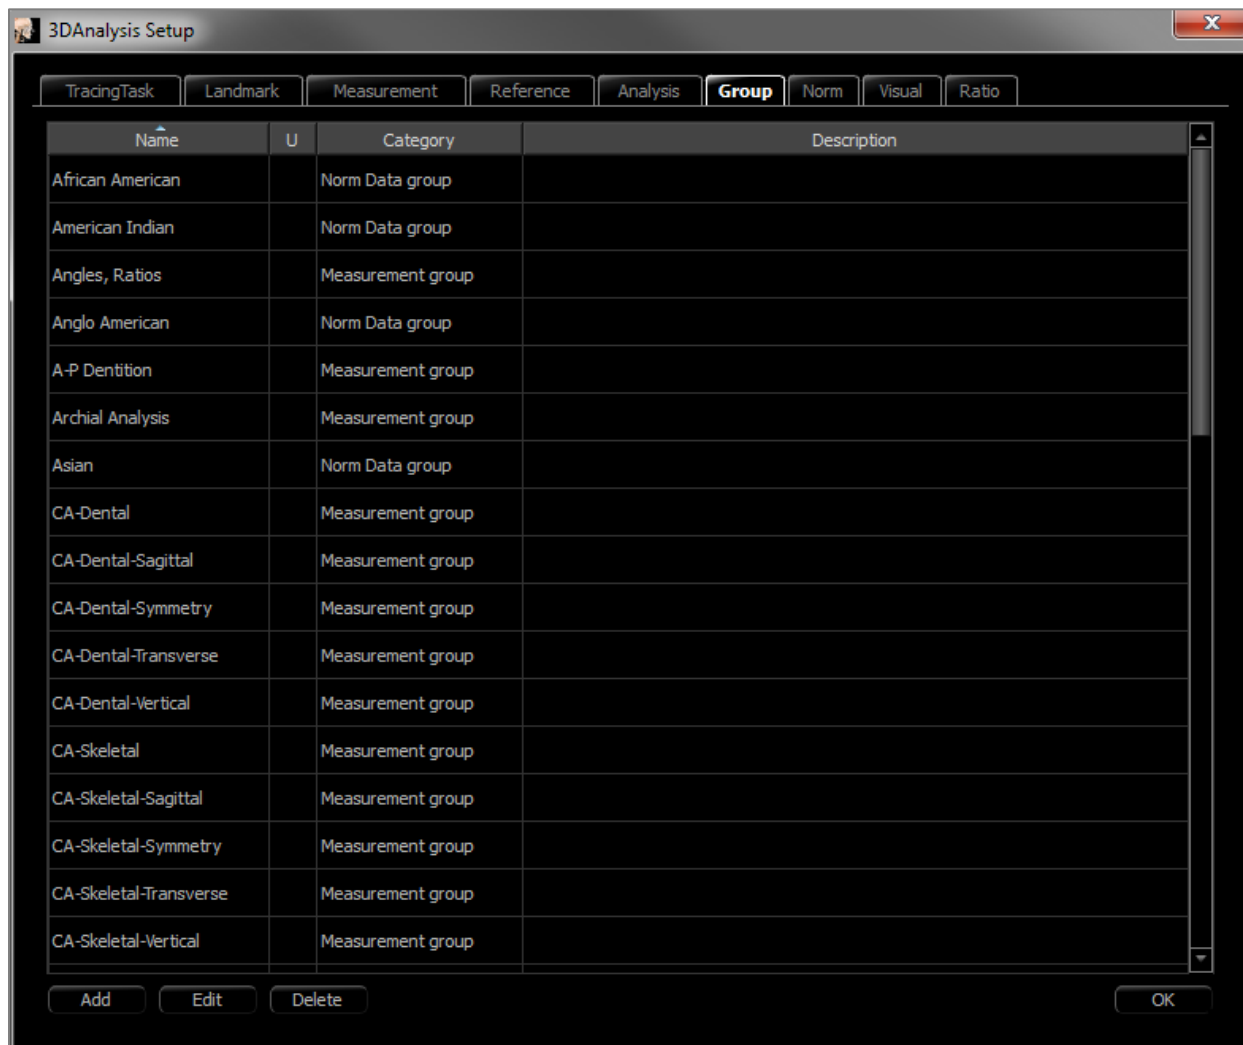 3DAnalysis Setup
TracingTask Landmark Measurement Reference Analysis Group Norm Visual Ratio
Name U Category Description
African American Norm Data group
American Indian Norm Data group
Angles, Ratios Measurement group
Anglo American Norm Data group
A-P Dentition Measurement group
Archial Analysis Measurement group
Asian Norm Data group
CA-Dental Measurement group
CA-Dental-Sagittal Measurement group
CA-Dental-Symmetry Measurement group
CA-Dental-Transverse Measurement group
CA-Dental-Vertical Measurement group
CA-Skeletal Measurement group
CA-Skeletal-Sagittal Measurement group
CA-Skeletal-Symmetry Measurement group
CA-Skeletal-Transverse Measurement group
CA-Skeletal-Vertical Measurement group
Add Edit Delete OK